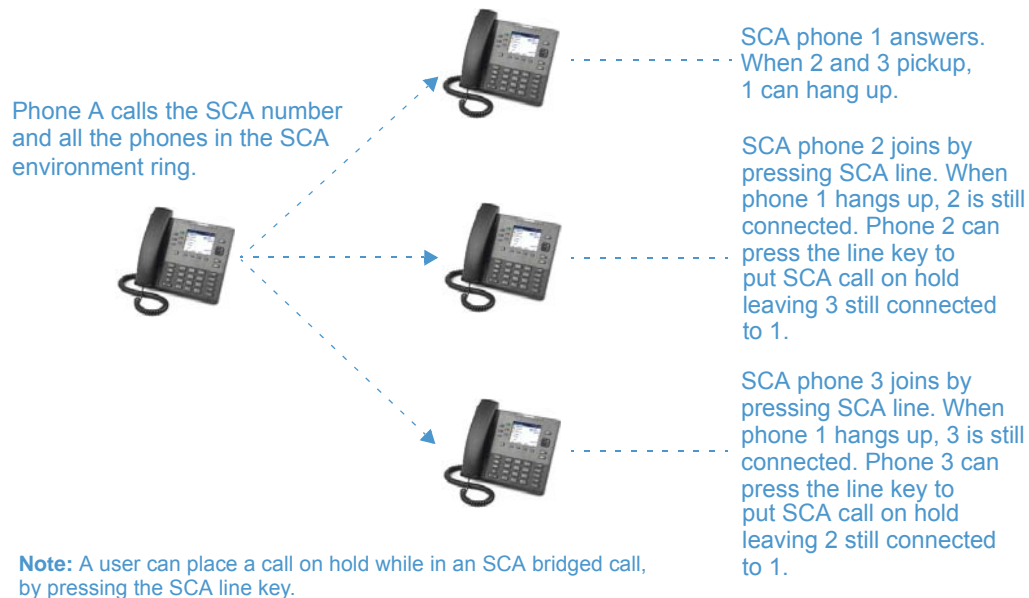 Phone A calls the SCA number
and all the phones in the SCA
environment ring.
SCA phone 1 answers.
When 2 and 3 pickup,
1 can hang up.
SCA phone 2 joins by
pressing SCA line. When
phone 1 hangs up, 2 is still
connected. Phone 2 can
press the line key to
put SCA call on hold
leaving 3 still connected
to 1.
SCA phone 3 joins by
pressing SCA line. When
phone 1 hangs up, 3 is still
connected. Phone 3 can
press the line key to
put SCA call on hold
leaving 2 still connected
to 1.
Note: A user can place a call on hold while in an SCA bridged call,
by pressing the SCA line key.